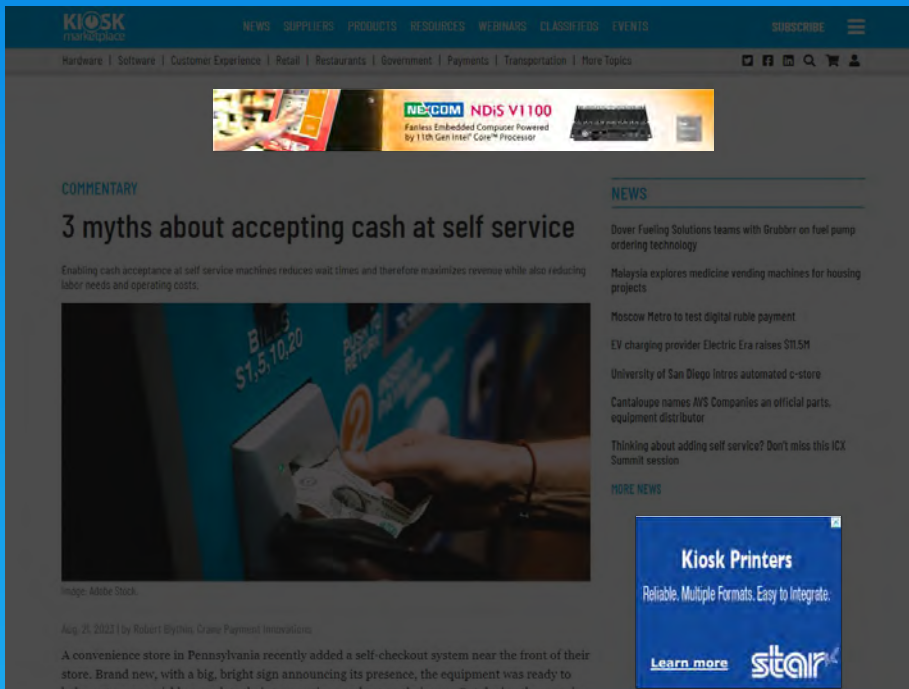 KIOSK
marketplace
NEWS SUPPLIERS PRODUCTS RESOURCES WEBINARS CLASSIFIEDS EVENTS
SUBSCRIBE
Hardware | Software | Customer Experience | Retail | Restaurants | Government | Payments | Transportation | More Topics
NEXCOM NDiS V1100
Fanless Embedded Computer Powered
by 11th Gen Intel® Core™ Processor
COMMENTARY
3 myths about accepting cash at self service
Enabling cash acceptance at self service machines reduces wait times and therefore maximizes revenue while also reducing
labor needs and operating costs.
BILLS
$1,5,10,20
PUSH TO
RETURN
2
Image: Adobe Stock.
Aug. 21, 2023 | by Robert Blythin, Crane Payment Innovations
A convenience store in Pennsylvania recently added a self-checkout system near the front of their
store. Brand new, with a big, bright sign announcing its presence, the equipment was ready to
NEWS
Dover Fueling Solutions teams with Grubbrr on fuel pump
ordering technology
Malaysia explores medicine vending machines for housing
projects
Moscow Metro to test digital ruble payment
EV charging provider Electric Era raises $11.5M
University of San Diego intros automated c-store
Cantaloupe names AVS Companies an official parts,
equipment distributor
Thinking about adding self service? Don't miss this ICX
Summit session
MORE NEWS
Kiosk Printers
Reliable. Multiple Formats. Easy to Integrate.
Learn more
star